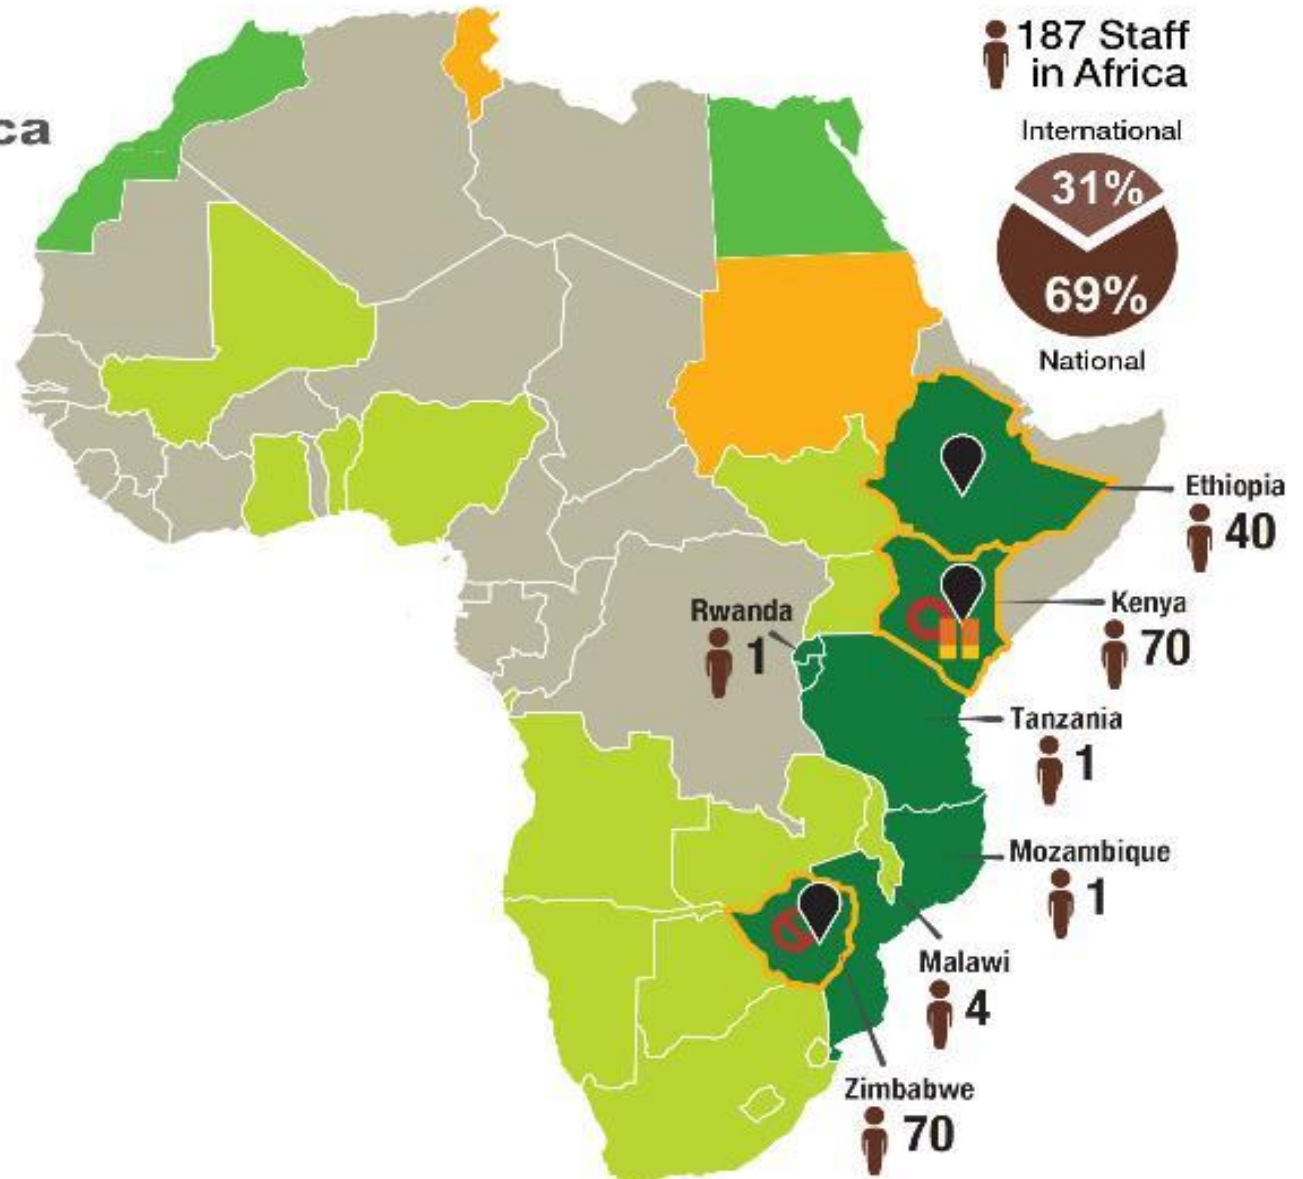 187 Staff
in Africa
ca
International
31%
69%
National
Ethiopia
40
Kenya
70
Rwanda
1
Tanzania
1
Mozambique
1
Malawi
4
Zimbabwe
70